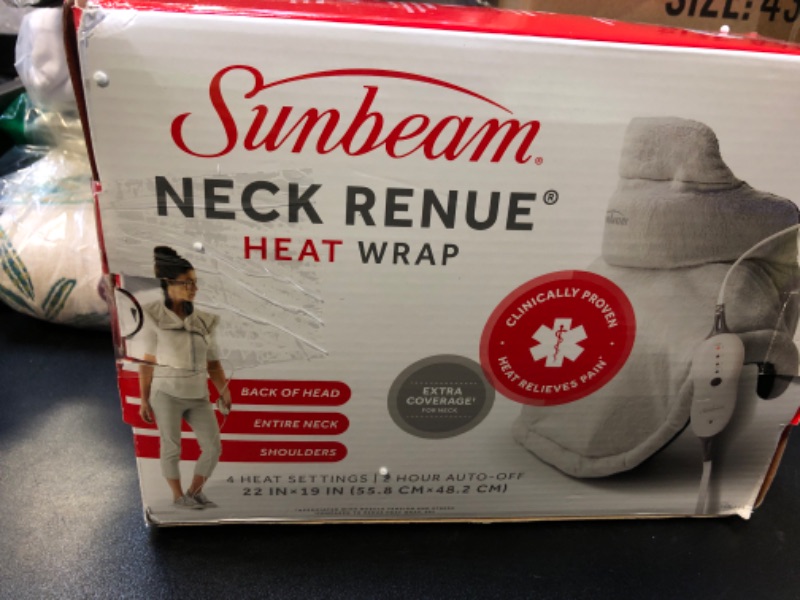 SIZE: 43
Sunbeam®
NECK RENUE®
HEAT WRAP
CLINICALLY PROVEN
HEAT RELIEVES PAIN
EXTRA
COVERAGE†
FOR NECK
BACK OF HEAD
ENTIRE NECK
SHOULDERS
4 HEAT SETTINGS | 2 HOUR AUTO-OFF
22 IN×19 IN (55.8 CM×48.2 CM)